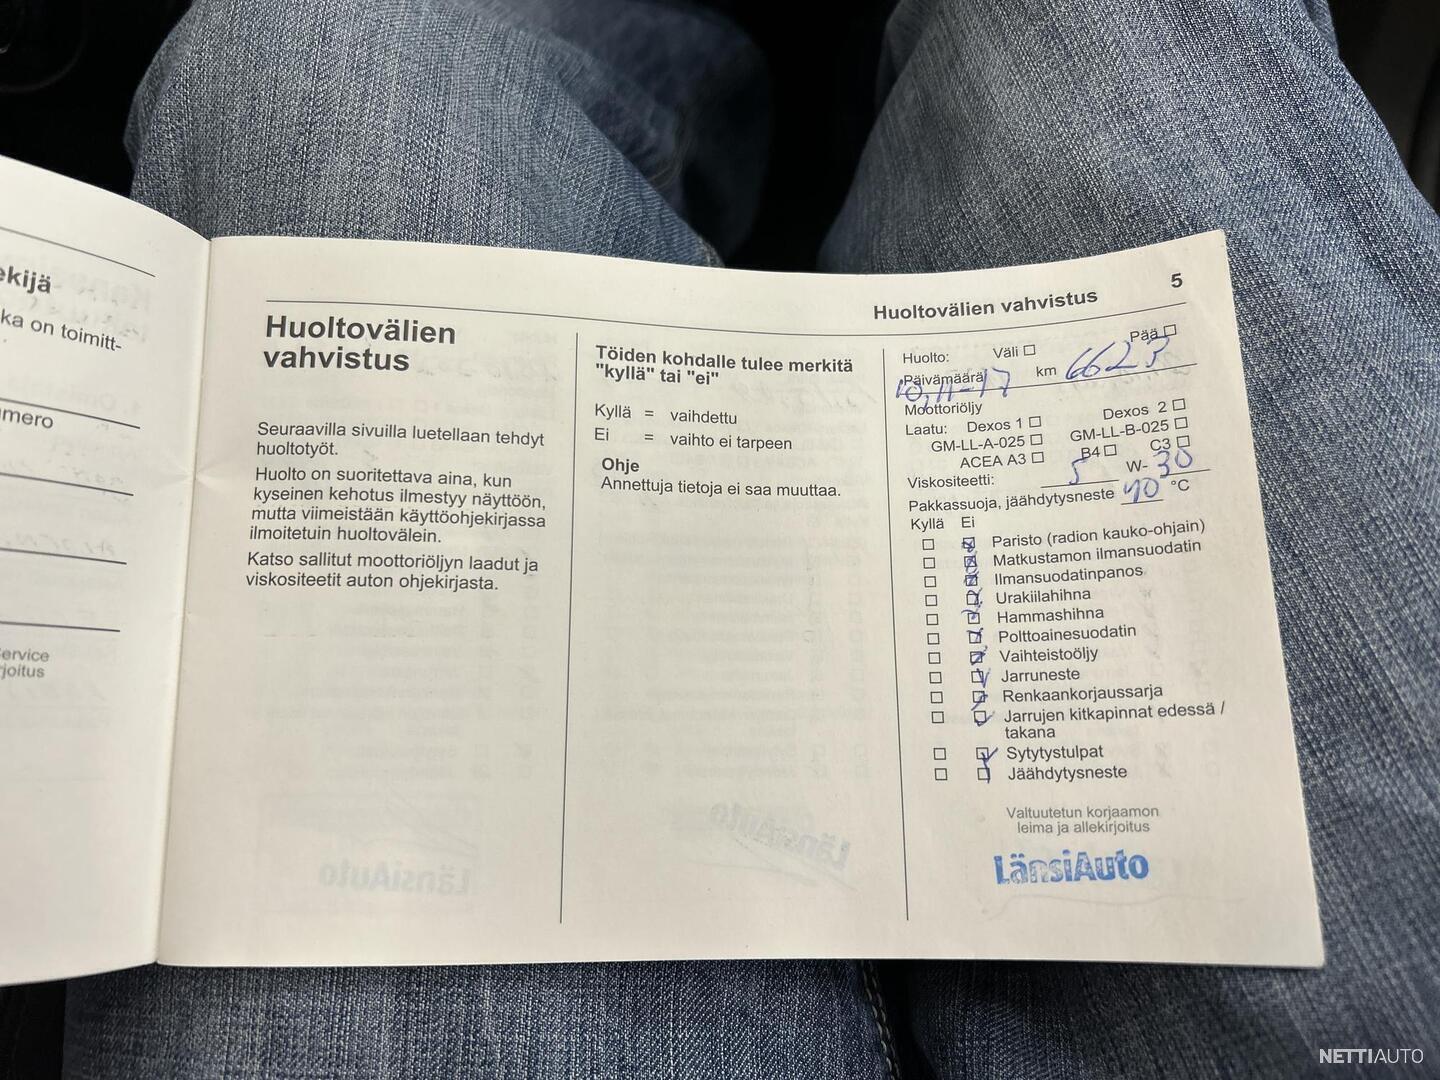 ekijä
ka on toimitt-
mero
ervice
rjoitus
Huoltovälien vahvistus
5
Huoltovälien
vahvistus
Seuraavilla sivuilla luetellaan tehdyt
huoltotyöt.
Huolto on suoritettava aina, kun
kyseinen kehotus ilmestyy näyttöön,
mutta viimeistään käyttöohjekirjassa
ilmoitetuin huoltovälein.
Katso sallitut moottoriöljyn laadut ja
viskositeetit auton ohjekirjasta.
Töiden kohdalle tulee merkitä
"kyllä" tai "ei"
Kyllä = vaihdettu
Ei = vaihto ei tarpeen
Ohje
Annettuja tietoja ei saa muuttaa.
Huolto: Väli Pää
Päivämäärä 10,11-17 km 6623
Moottoriöljy
Laatu: Dexos 1 Dexos 2
GM-LL-A-025 GM-LL-B-025
ACEA A3 B4 C3
Viskositeetti: 5 W- 30
Pakkassuoja, jäähdytysneste 40 °C
Kyllä Ei
Paristo (radion kauko-ohjain)
Matkustamon ilmansuodatin
Ilmansuodatinpanos
Urakiilahihna
Hammashihna
Polttoainesuodatin
Vaihteistoöljy
Jarruneste
Renkaankorjaussarja
Jarrujen kitkapinnat edessä /
takana
Sytytystulpat
Jäähdytysneste
Valtuutetun korjaamon
leima ja allekirjoitus
LänsiAuto
NETTIAUTO